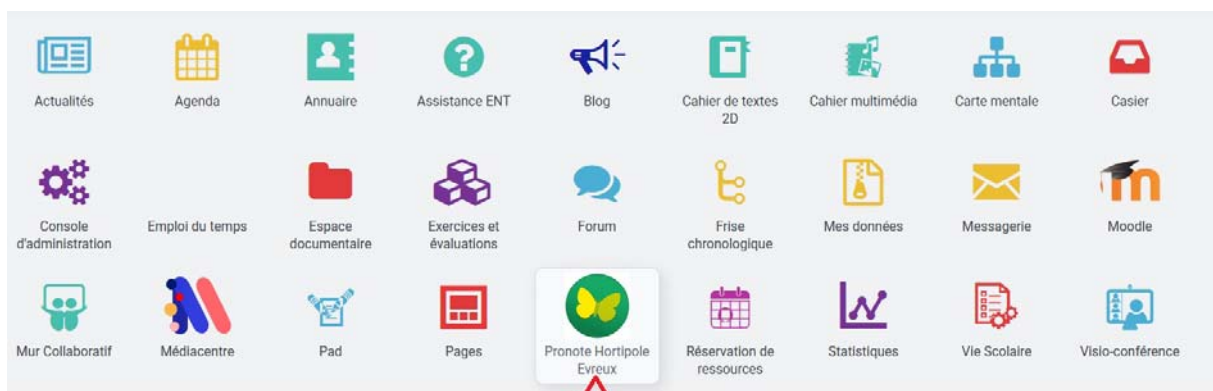 Actualités
Agenda
Annuaire
Assistance ENT
Blog
Cahier de textes
2D
Cahier multimédia
Carte mentale
Casier
Console
d'administration
Emploi du temps
Espace
documentaire
Exercices et
évaluations
Forum
Frise
chronologique
Mes données
Messagerie
Moodle
Mur Collaboratif
Médiacentre
Pad
Pages
Pronote Hortipole
Evreux
Réservation de
ressources
Statistiques
Vie Scolaire
Visio-conférence